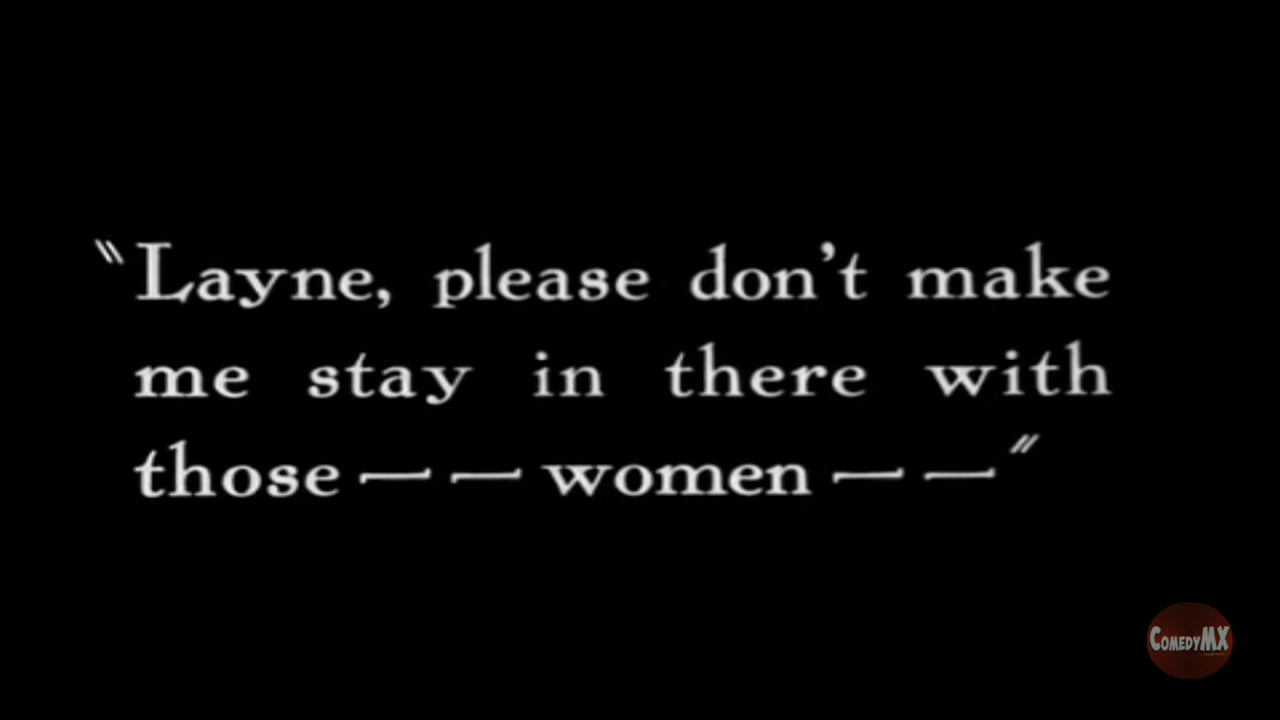 "Layne, please don't make
me stay in there with
those — — women — —"
ComedyMX